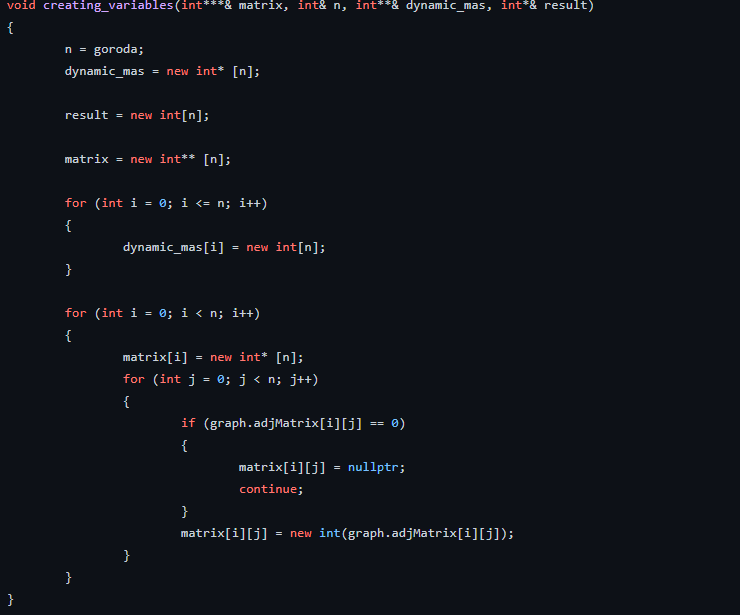 void creating_variables(int***& matrix, int& n, int**& dynamic_mas, int*& result)
{
n = goroda;
dynamic_mas = new int* [n];
result = new int[n];
matrix = new int** [n];
for (int i = 0; i <= n; i++)
{
dynamic_mas[i] = new int[n];
}
for (int i = 0; i < n; i++)
{
matrix[i] = new int* [n];
for (int j = 0; j < n; j++)
{
if (graph.adjMatrix[i][j] == 0)
{
matrix[i][j] = nullptr;
continue;
}
matrix[i][j] = new int(graph.adjMatrix[i][j]);
}
}
}